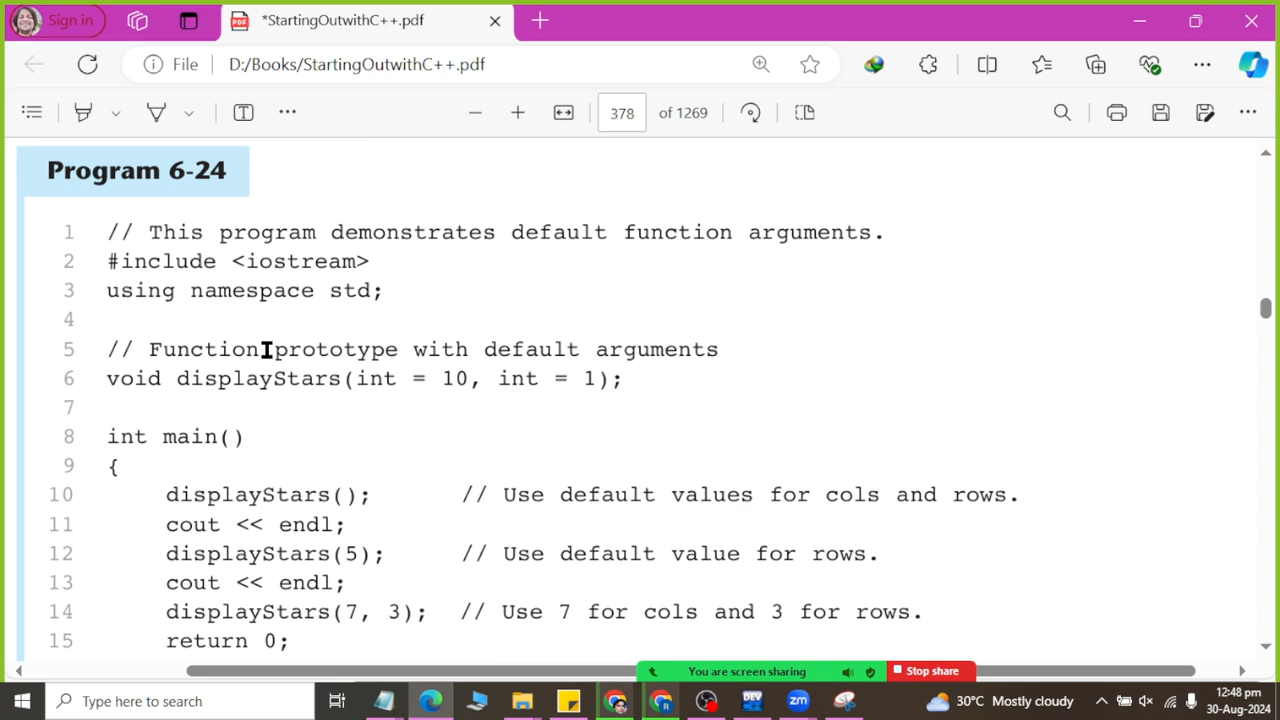 Sign in
*StartingOutwithC++.pdf
File
D:/Books/StartingOutwithC++.pdf
378 of 1269
Program 6-24
1 // This program demonstrates default function arguments.
2 #include <iostream>
3 using namespace std;
4
5 // Function prototype with default arguments
6 void displayStars(int = 10, int = 1);
7
8 int main()
9 {
10 displayStars(); // Use default values for cols and rows.
11 cout << endl;
12 displayStars(5); // Use default value for rows.
13 cout << endl;
14 displayStars(7, 3); // Use 7 for cols and 3 for rows.
15 return 0;
You are screen sharing
Stop share
Type here to search
DEV
zm
30°C Mostly cloudy
12:48 pm
30-Aug-2024